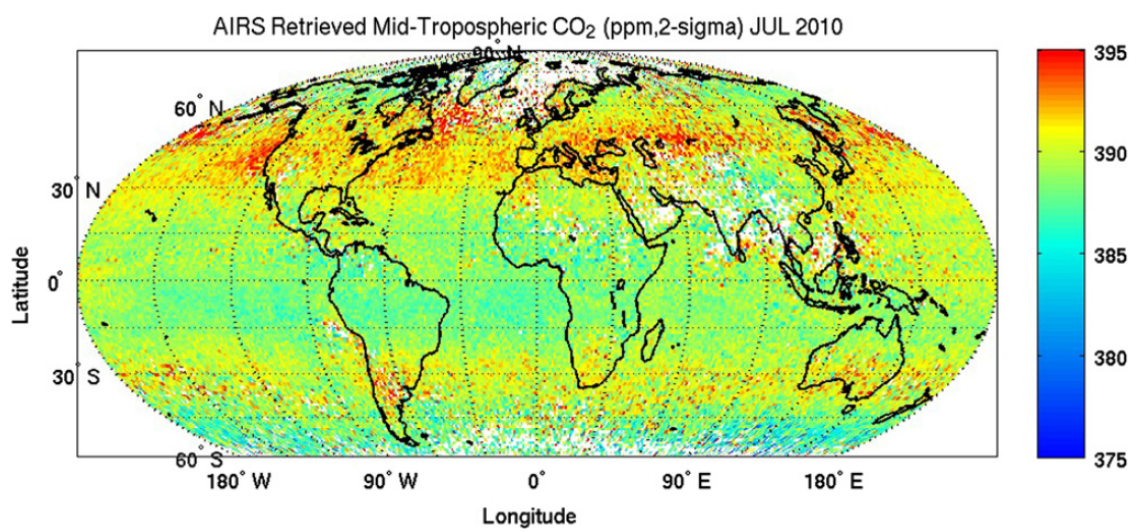 AIRS Retrieved Mid-Tropospheric CO₂ (ppm,2-sigma) JUL 2010
90° N
60° N
30° N
0°
30° S
60° S
Latitude
180° W
90° W
0°
90° E
180° E
Longitude
395
390
385
380
375